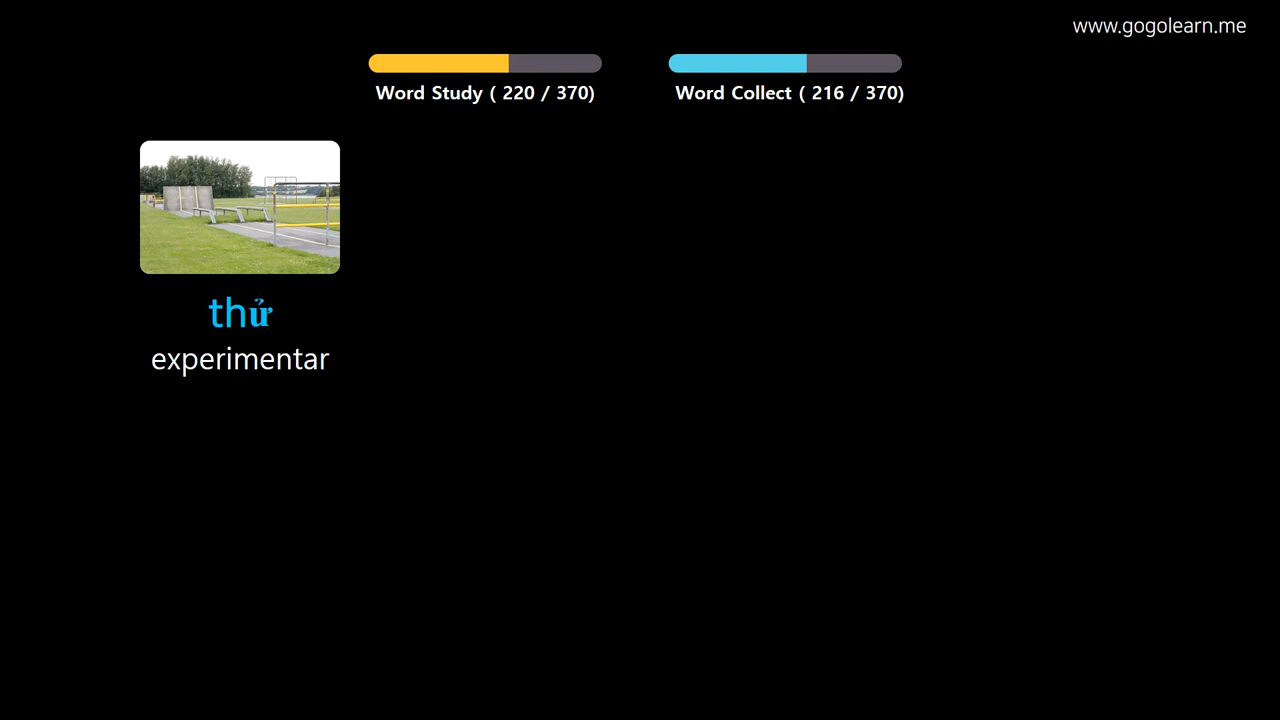 www.gogolearn.me
Word Study ( 220 / 370)
Word Collect ( 216 / 370)
thử
experimentar